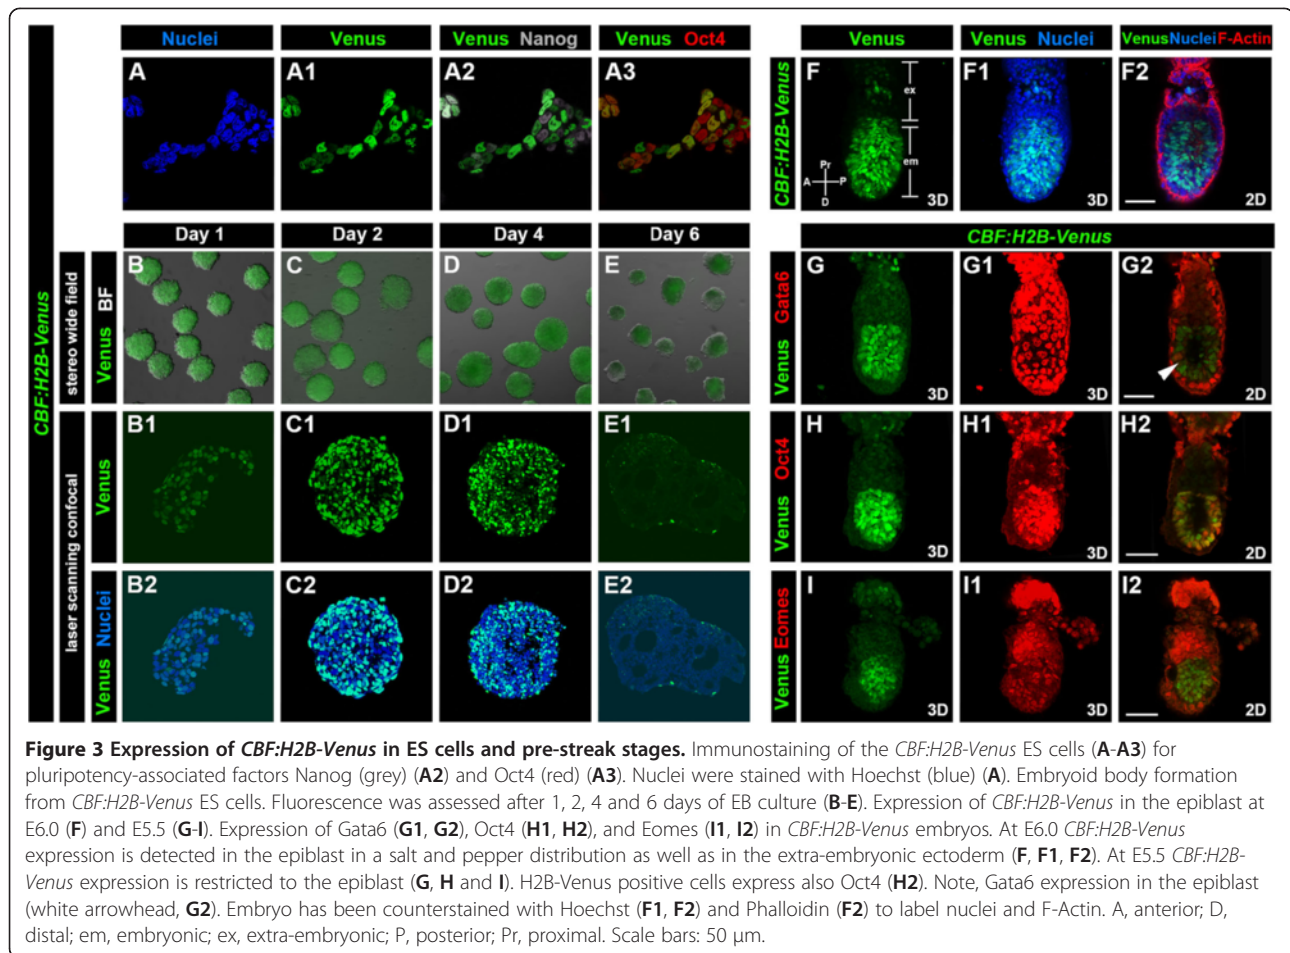 CBF:H2B-Venus
Nuclei
Venus
Venus Nanog
Venus Oct4
A
A1
A2
A3
Day 1
Day 2
Day 4
Day 6
stereo wide field
Venus BF
B
C
D
E
laser scanning confocal
Venus
B1
C1
D1
E1
Venus Nuclei
B2
C2
D2
E2
Venus
Venus Nuclei
Venus Nuclei F-Actin
CBF:H2B-Venus
F
ex
em
Pr
A
P
D
3D
F1
3D
F2
2D
CBF:H2B-Venus
Venus Gata6
G
3D
G1
3D
G2
2D
Venus Oct4
H
3D
H1
3D
H2
2D
Venus Eomes
I
3D
I1
3D
I2
2D
Figure 3 Expression of CBF:H2B-Venus in ES cells and pre-streak stages. Immunostaining of the CBF:H2B-Venus ES cells (A-A3) for
pluripotency-associated factors Nanog (grey) (A2) and Oct4 (red) (A3). Nuclei were stained with Hoechst (blue) (A). Embryoid body formation
from CBF:H2B-Venus ES cells. Fluorescence was assessed after 1, 2, 4 and 6 days of EB culture (B-E). Expression of CBF:H2B-Venus in the epiblast at
E6.0 (F) and E5.5 (G-I). Expression of Gata6 (G1, G2), Oct4 (H1, H2), and Eomes (I1, I2) in CBF:H2B-Venus embryos. At E6.0 CBF:H2B-Venus
expression is detected in the epiblast in a salt and pepper distribution as well as in the extra-embryonic ectoderm (F, F1, F2). At E5.5 CBF:H2B-
Venus expression is restricted to the epiblast (G, H and I). H2B-Venus positive cells express also Oct4 (H2). Note, Gata6 expression in the epiblast
(white arrowhead, G2). Embryo has been counterstained with Hoechst (F1, F2) and Phalloidin (F2) to label nuclei and F-Actin. A, anterior; D,
distal; em, embryonic; ex, extra-embryonic; P, posterior; Pr, proximal. Scale bars: 50 μm.